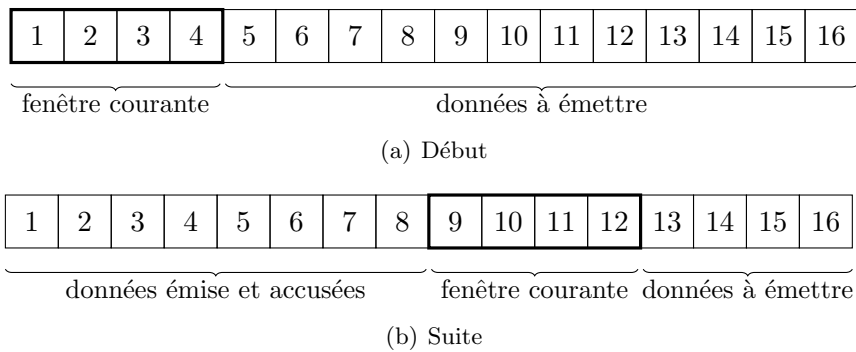 1 2 3 4 5 6 7 8 9 10 11 12 13 14 15 16
fenêtre courante données à émettre
(a) Début
1 2 3 4 5 6 7 8 9 10 11 12 13 14 15 16
données émise et accusées fenêtre courante données à émettre
(b) Suite